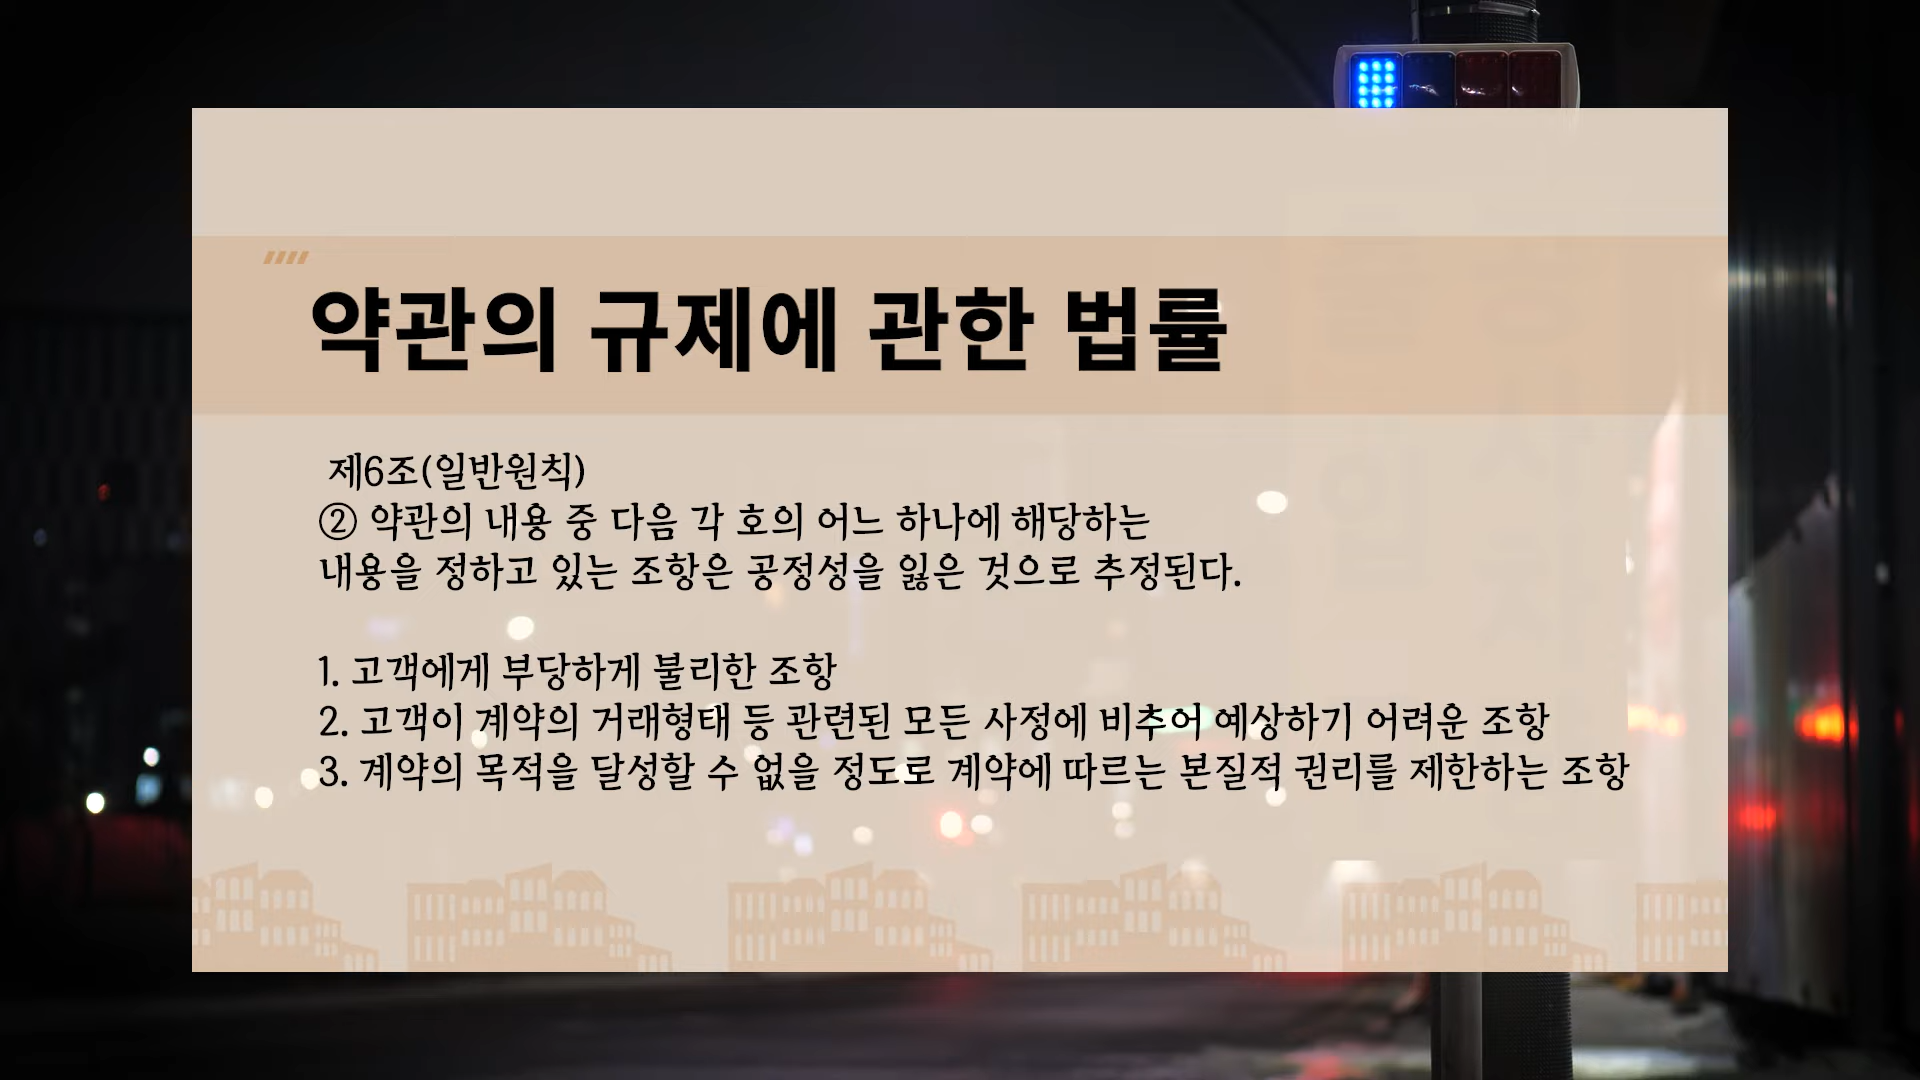 약관의 규제에 관한 법률
제6조(일반원칙)
② 약관의 내용 중 다음 각 호의 어느 하나에 해당하는
내용을 정하고 있는 조항은 공정성을 잃은 것으로 추정된다.
1. 고객에게 부당하게 불리한 조항
2. 고객이 계약의 거래형태 등 관련된 모든 사정에 비추어 예상하기 어려운 조항
3. 계약의 목적을 달성할 수 없을 정도로 계약에 따르는 본질적 권리를 제한하는 조항